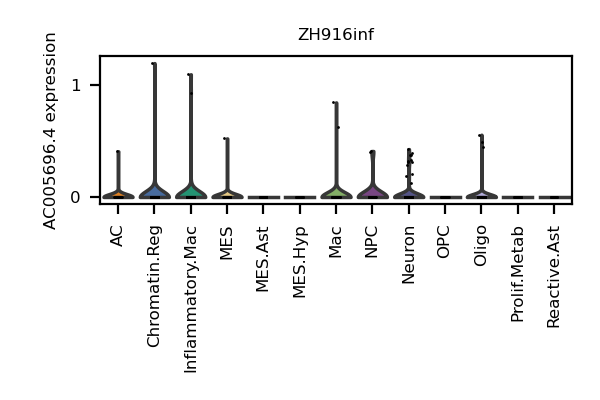 ZH916inf
AC005696.4 expression
1
0
AC
Chromatin.Reg
Inflammatory.Mac
MES
MES.Ast
MES.Hyp
Mac
NPC
Neuron
OPC
Oligo
Prolif.Metab
Reactive.Ast